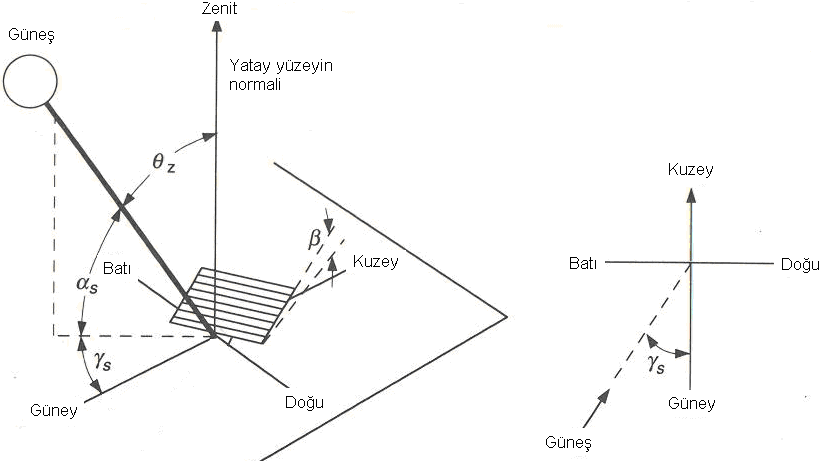 Zenit
Güneş
Yatay yüzeyin
normali
θz
β
Kuzey
Batı
αs
γs
Güney
Doğu
Kuzey
Batı
Doğu
γs
Güney
Güneş